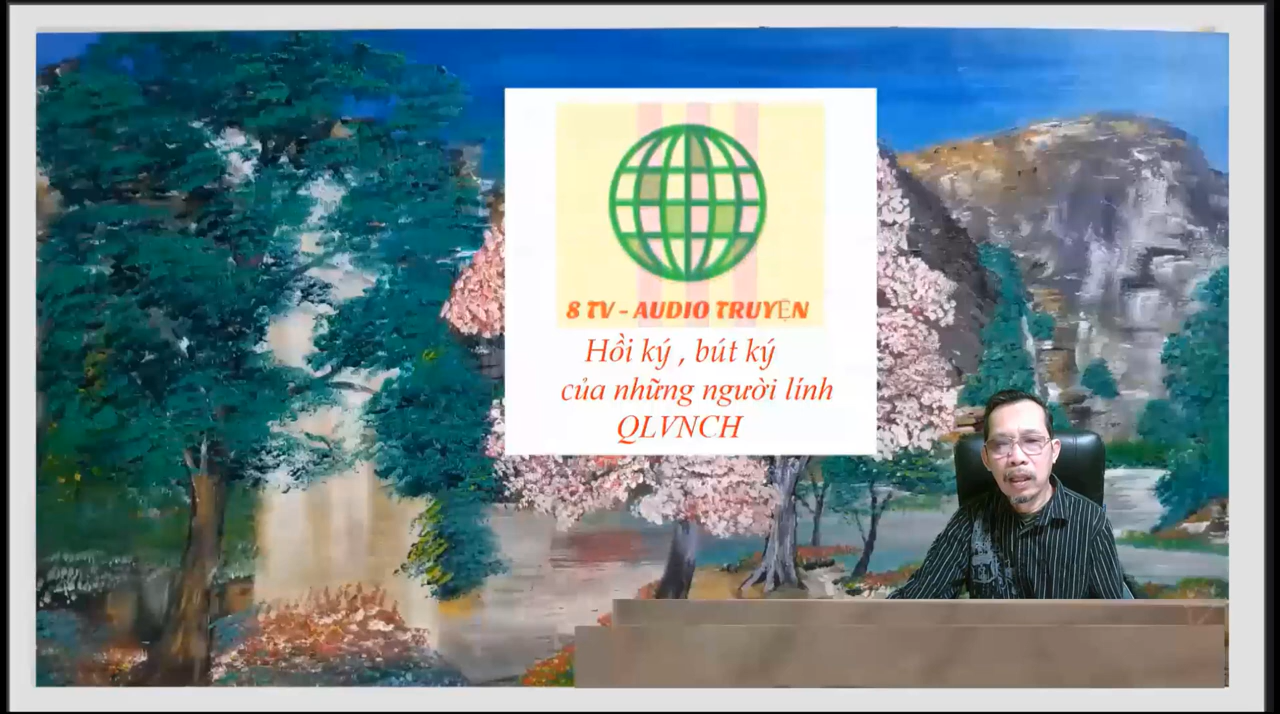 8 TV - AUDIO TRUYỆN
Hồi ký , bút ký
của những người lính
QLVNCH